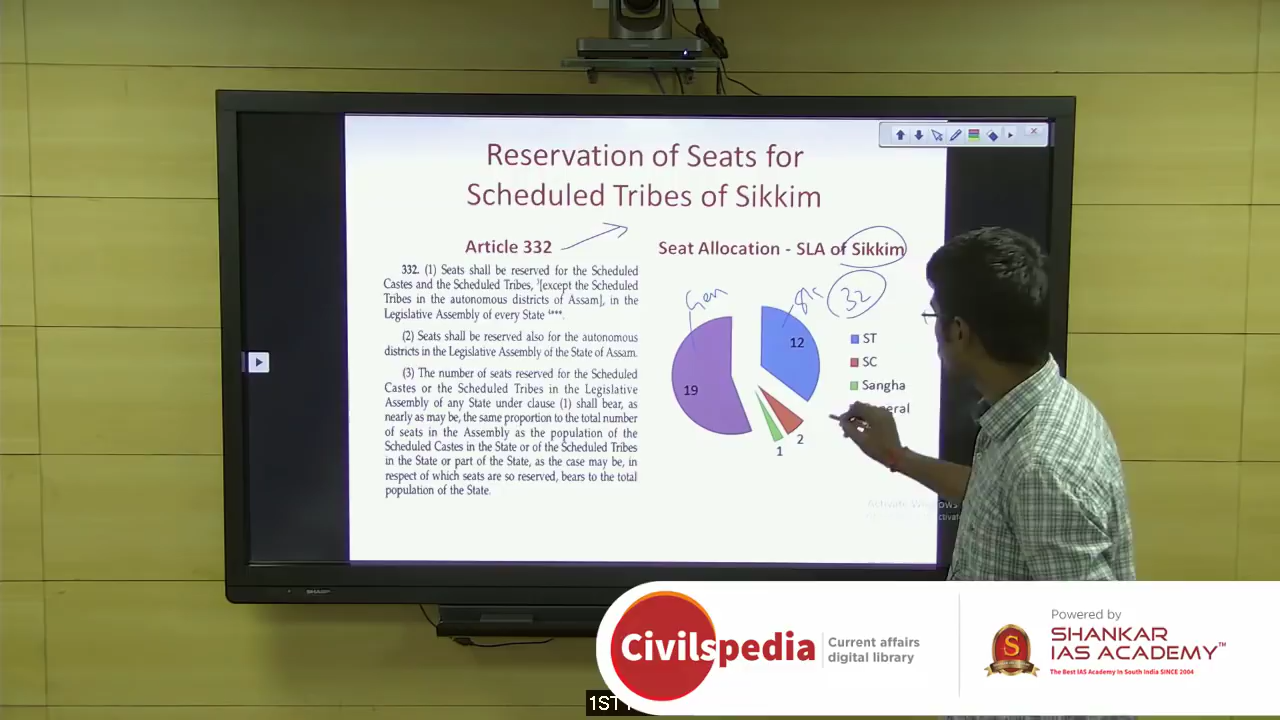 Reservation of Seats for
Scheduled Tribes of Sikkim
Article 332
332. (1) Seats shall be reserved for the Scheduled
Castes and the Scheduled Tribes, ¹[except the Scheduled
Tribes in the autonomous districts of Assam], in the
Legislative Assembly of every State
(2) Seats shall be reserved also for the autonomous
districts in the Legislative Assembly of the State of Assam.
(3) The number of seats reserved for the Scheduled
Castes or the Scheduled Tribes in the Legislative
Assembly of any State under clause (1) shall bear, as
nearly as may be, the same proportion to the total number
of seats in the Assembly as the population of the
Scheduled Castes in the State or of the Scheduled Tribes
in the State or part of the State, as the case may be, in
respect of which seats are so reserved, bears to the total
population of the State.
Seat Allocation - SLA of Sikkim
Gen
32
12
19
2
1
ST
SC
Sangha
eral
Activate Windows
SHARP
Civilspedia
Current affairs
digital library
Powered by
S
SHANKAR
IAS ACADEMY™
The Best IAS Academy In South India SINCE 2004
1ST